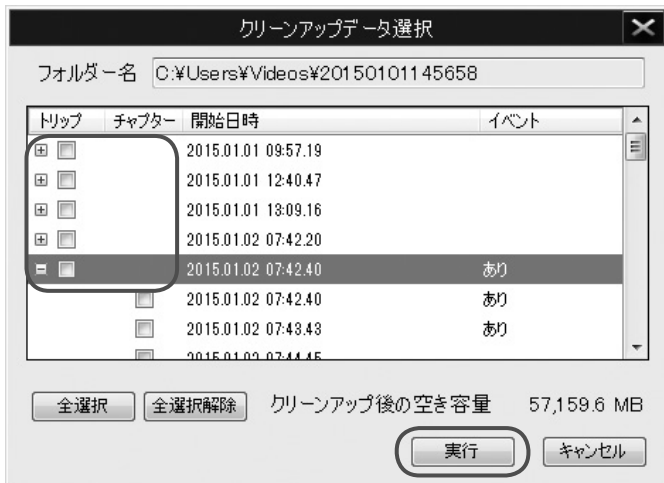 クリーンアップデータ選択
フォルダー名 C:¥Users¥Videos¥20150101145658
トリップ チャプター 開始日時 イベント
2015.01.01 09:57.19
2015.01.01 12:40.47
2015.01.01 13:09.16
2015.01.02 07:42.20
2015.01.02 07:42.40 あり
2015.01.02 07:42.40 あり
2015.01.02 07:43.43 あり
2015.01.02 07:44.45
全選択 全選択解除 クリーンアップ後の空き容量 57,159.6 MB
実行 キャンセル